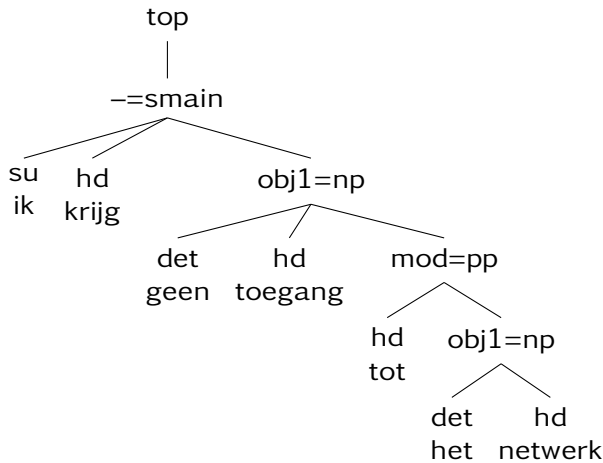 top
–=smain
su hd obj1=np
ik krijg
det hd mod=pp
geen toegang
hd obj1=np
tot
det hd
het netwerk